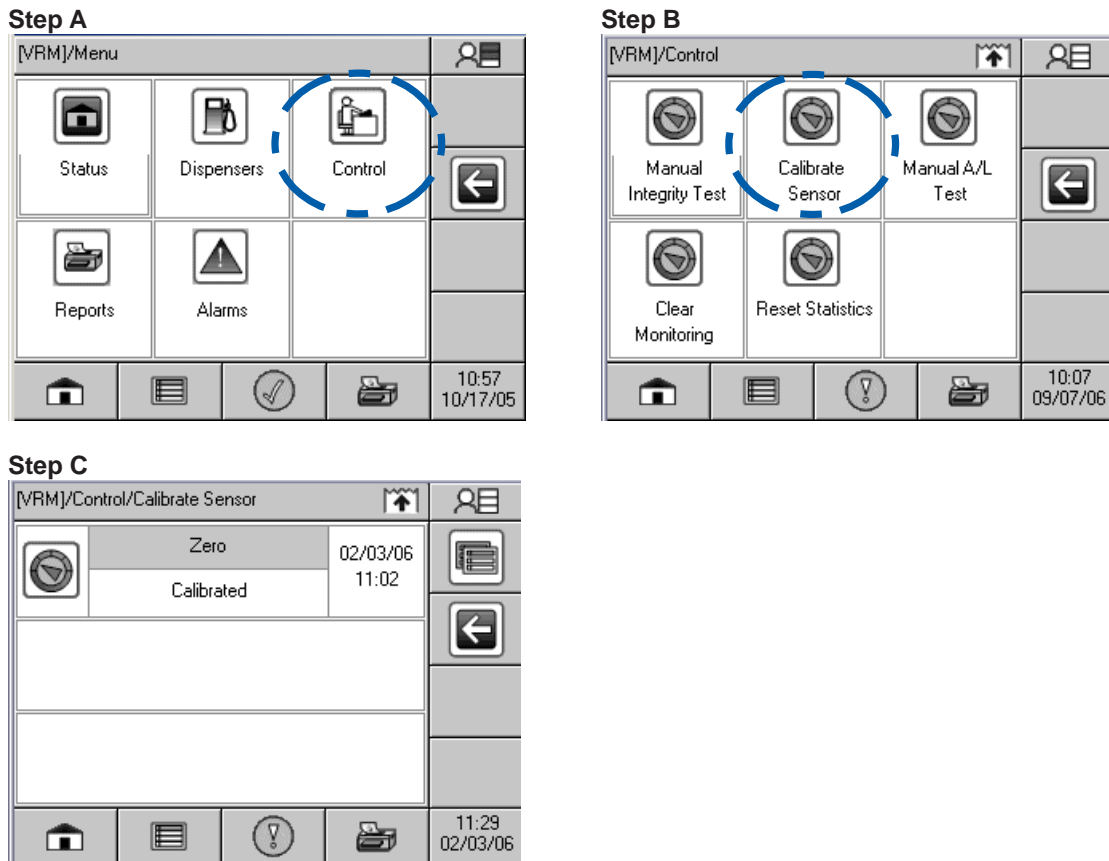 Step A
[VRM]/Menu
Status
Dispensers
Control
Reports
Alarms
10:57
10/17/05
Step B
[VRM]/Control
Manual
Integrity Test
Calibrate
Sensor
Manual A/L
Test
Clear
Monitoring
Reset Statistics
10:07
09/07/06
Step C
[VRM]/Control/Calibrate Sensor
Zero
Calibrated
02/03/06
11:02
11:29
02/03/06